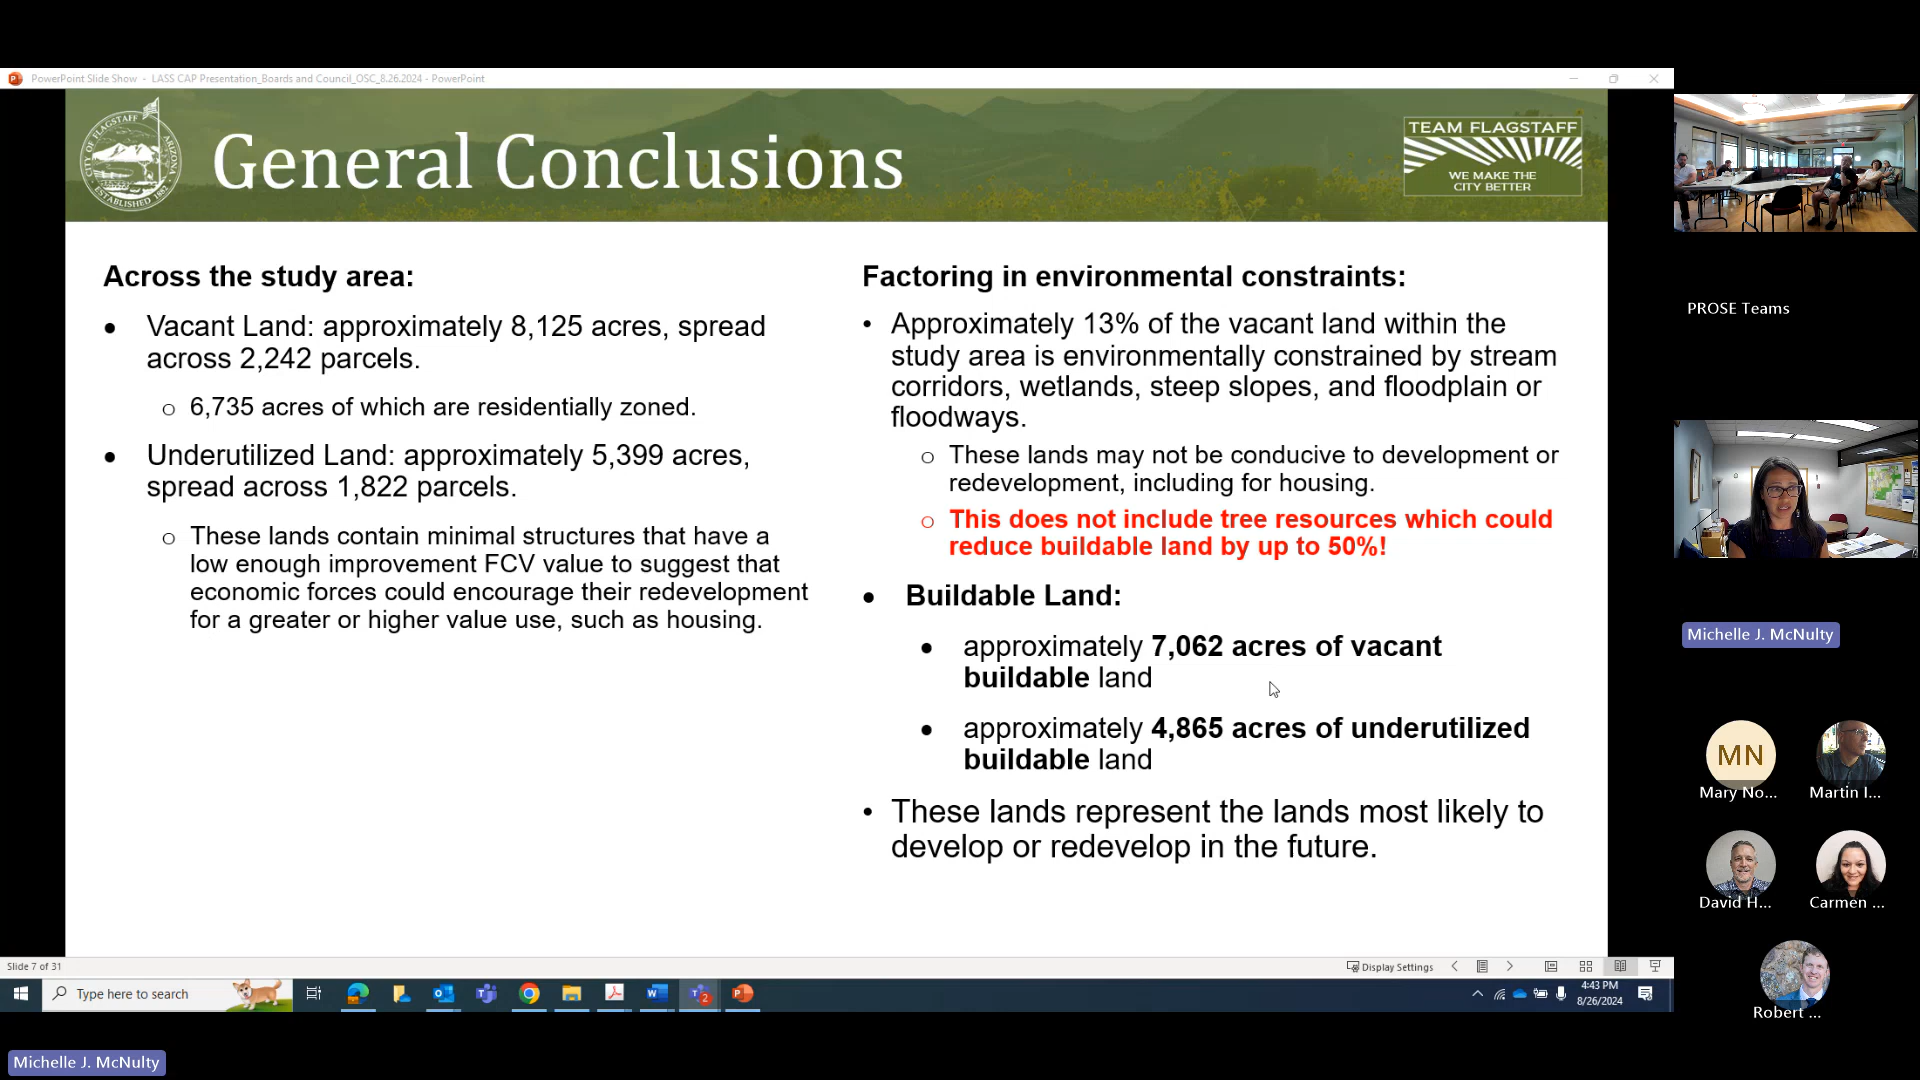 PowerPoint Slide Show - LASS CAP Presentation_Boards and Council_OSC_8.26.2024 - PowerPoint
CITY OF FLAGSTAFF ARIZONA
ESTABLISHED 1882
General Conclusions
TEAM FLAGSTAFF
WE MAKE THE
CITY BETTER
Across the study area:
• Vacant Land: approximately 8,125 acres, spread
across 2,242 parcels.
o 6,735 acres of which are residentially zoned.
• Underutilized Land: approximately 5,399 acres,
spread across 1,822 parcels.
o These lands contain minimal structures that have a
low enough improvement FCV value to suggest that
economic forces could encourage their redevelopment
for a greater or higher value use, such as housing.
Factoring in environmental constraints:
• Approximately 13% of the vacant land within the
study area is environmentally constrained by stream
corridors, wetlands, steep slopes, and floodplain or
floodways.
o These lands may not be conducive to development or
redevelopment, including for housing.
o This does not include tree resources which could
reduce buildable land by up to 50%!
• Buildable Land:
• approximately 7,062 acres of vacant
buildable land
• approximately 4,865 acres of underutilized
buildable land
• These lands represent the lands most likely to
develop or redevelop in the future.
Slide 7 of 31
Display Settings
Type here to search
2
4:43 PM
8/26/2024
PROSE Teams
Michelle J. McNulty
MN
Mary No...
Martin I...
David H...
Carmen ...
Robert ...
Michelle J. McNulty